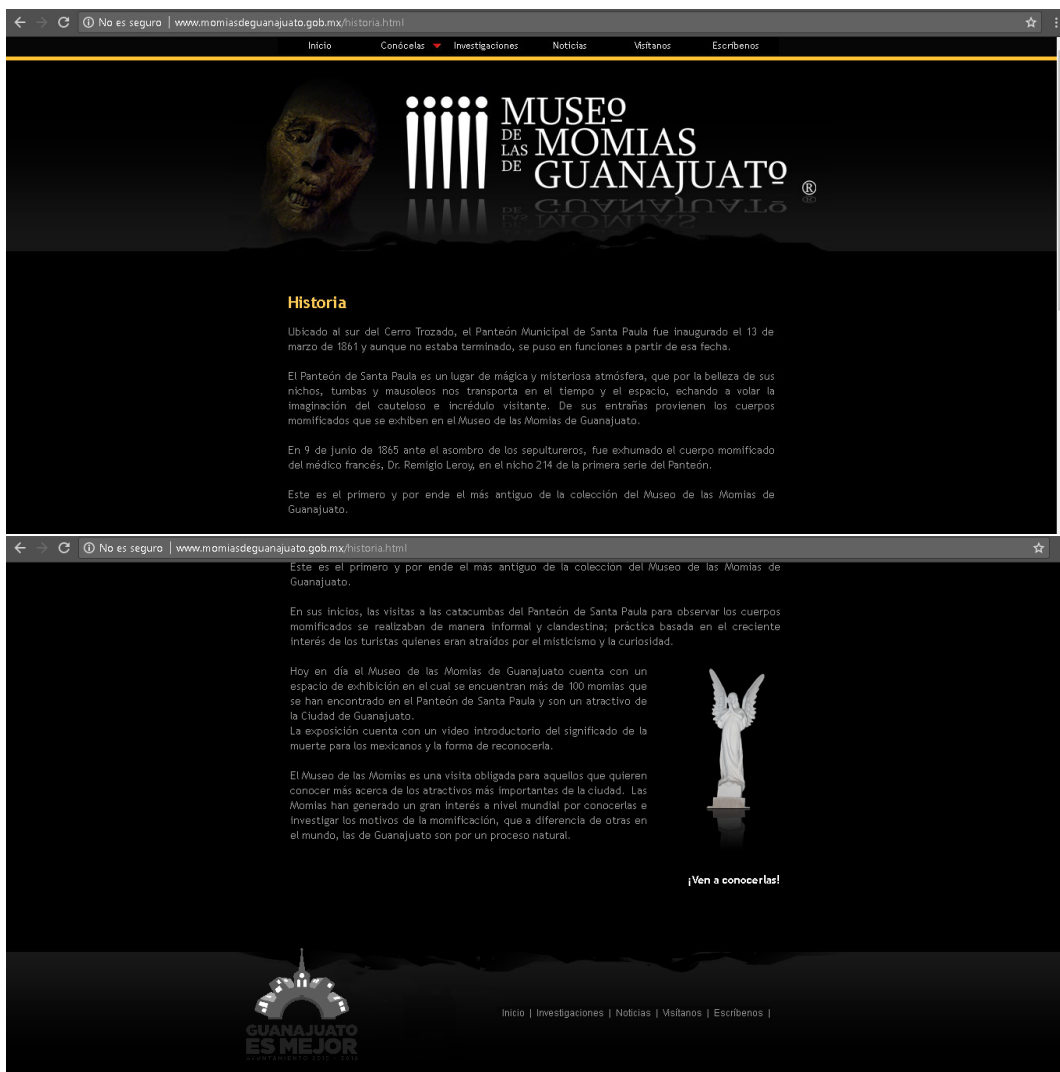 No es seguro | www.momiasdeguanajuato.gob.mx/historia.html
Inicio Conócelas Investigaciones Noticias Visítanos Escríbenos
MUSEO
DE LAS MOMIAS
DE GUANAJUATO ®
Historia
Ubicado al sur del Cerro Trozado, el Panteón Municipal de Santa Paula fue inaugurado el 13 de
marzo de 1861 y aunque no estaba terminado, se puso en funciones a partir de esa fecha.
El Panteón de Santa Paula es un lugar de mágica y misteriosa atmósfera, que por la belleza de sus
nichos, tumbas y mausoleos nos transporta en el tiempo y el espacio, echando a volar la
imaginación del cauteloso e incrédulo visitante. De sus entrañas provienen los cuerpos
momificados que se exhiben en el Museo de las Momias de Guanajuato.
En 9 de junio de 1865 ante el asombro de los sepultureros, fue exhumado el cuerpo momificado
del médico francés, Dr. Remigio Leroy, en el nicho 214 de la primera serie del Panteón.
Este es el primero y por ende el más antiguo de la colección del Museo de las Momias de
Guanajuato.
No es seguro | www.momiasdeguanajuato.gob.mx/historia.html
Este es el primero y por ende el más antiguo de la colección del Museo de las Momias de
Guanajuato.
En sus inicios, las visitas a las catacumbas del Panteón de Santa Paula para observar los cuerpos
momificados se realizaban de manera informal y clandestina; práctica basada en el creciente
interés de los turistas quienes eran atraídos por el misticismo y la curiosidad.
Hoy en día el Museo de las Momias de Guanajuato cuenta con un
espacio de exhibición en el cual se encuentran más de 100 momias que
se han encontrado en el Panteón de Santa Paula y son un atractivo de
la Ciudad de Guanajuato.
La exposición cuenta con un video introductorio del significado de la
muerte para los mexicanos y la forma de reconocerla.
El Museo de las Momias es una visita obligada para aquellos que quieren
conocer más acerca de los atractivos más importantes de la ciudad. Las
Momias han generado un gran interés a nivel mundial por conocerlas e
investigar los motivos de la momificación, que a diferencia de otras en
el mundo, las de Guanajuato son por un proceso natural.
¡Ven a conocerlas!
GUANAJUATO
ES MEJOR
AYUNTAMIENTO 2015 - 2018
Inicio | Investigaciones | Noticias | Visítanos | Escríbenos |